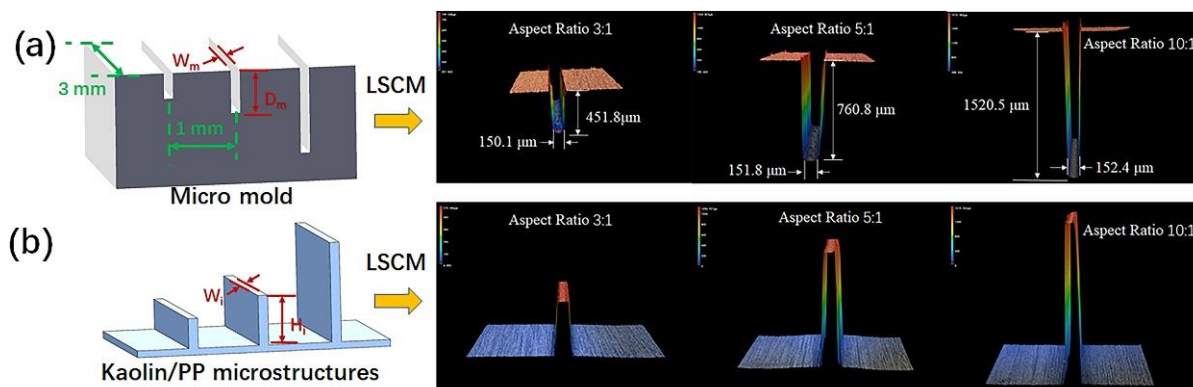 (a)
3 mm
Wm
Dm
1 mm
Micro mold
LSCM
Aspect Ratio 3:1
451.8μm
150.1 μm
Aspect Ratio 5:1
760.8 μm
151.8 μm
Aspect Ratio 10:1
1520.5 μm
152.4 μm
(b)
Wi
Hi
Kaolin/PP microstructures
LSCM
Aspect Ratio 3:1
Aspect Ratio 5:1
Aspect Ratio 10:1